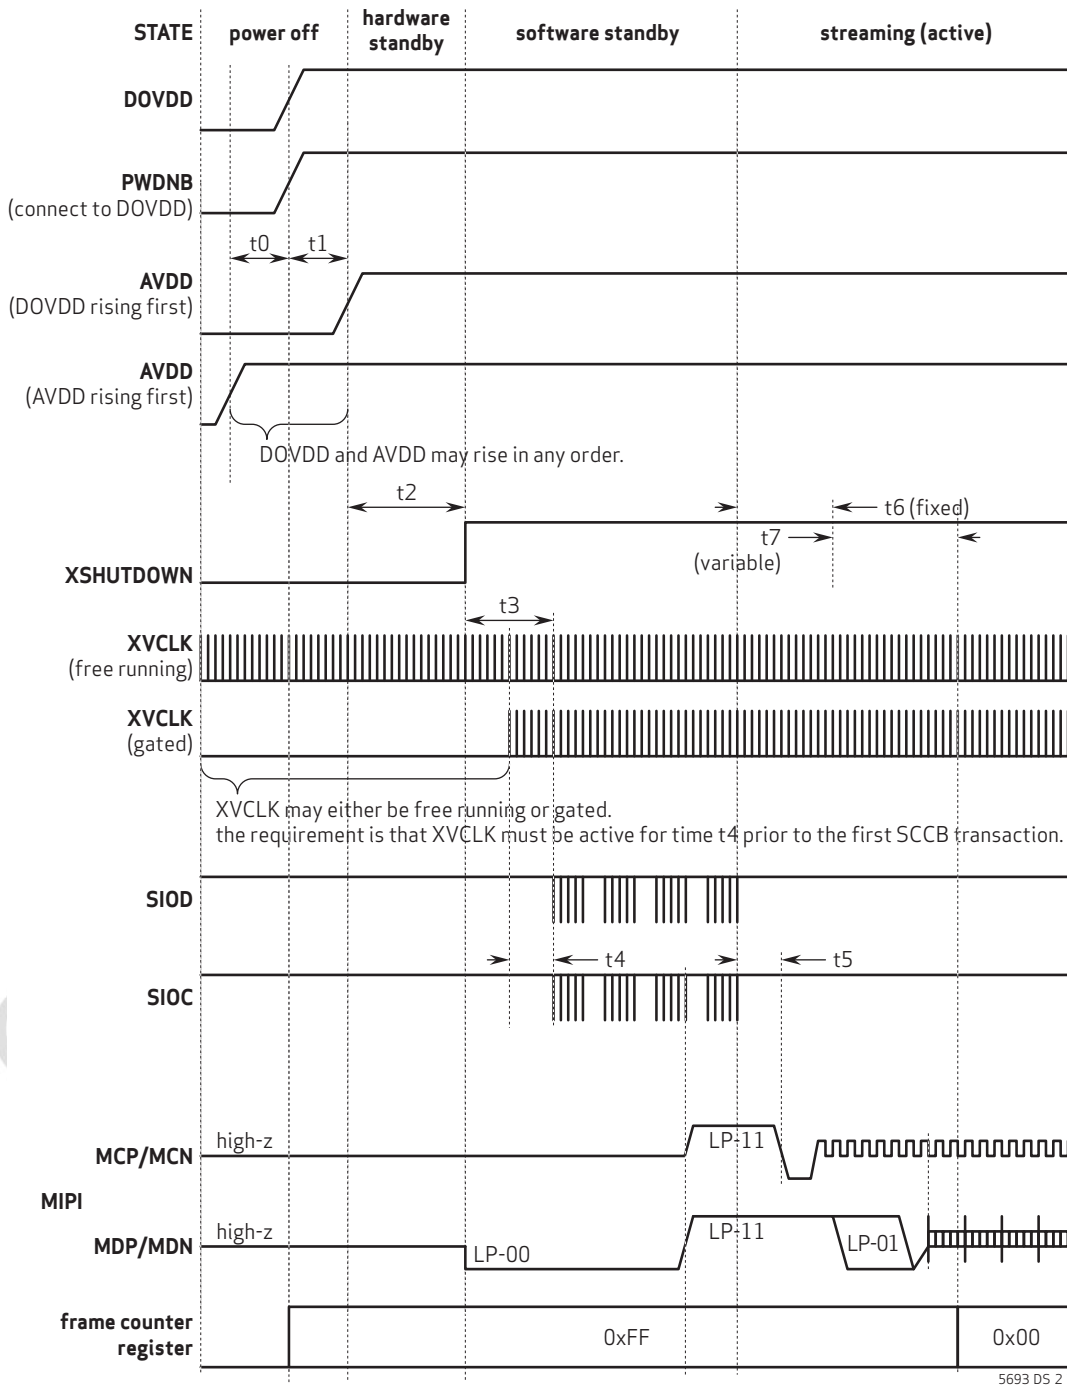 STATE power off hardware standby software standby streaming (active)
DOVDD
PWDNB
(connect to DOVDD)
t0 t1
AVDD
(DOVDD rising first)
AVDD
(AVDD rising first)
DOVDD and AVDD may rise in any order.
t2
t6 (fixed)
t7
(variable)
XSHUTDOWN
t3
XVCLK
(free running)
XVCLK
(gated)
XVCLK may either be free running or gated.
the requirement is that XVCLK must be active for time t4 prior to the first SCCB transaction.
SIOD
t4 t5
SIOC
high-z LP-11
MCP/MCN
MIPI
high-z LP-11
MDP/MDN LP-00 LP-01
frame counter
register
0xFF 0x00
5693 DS 2